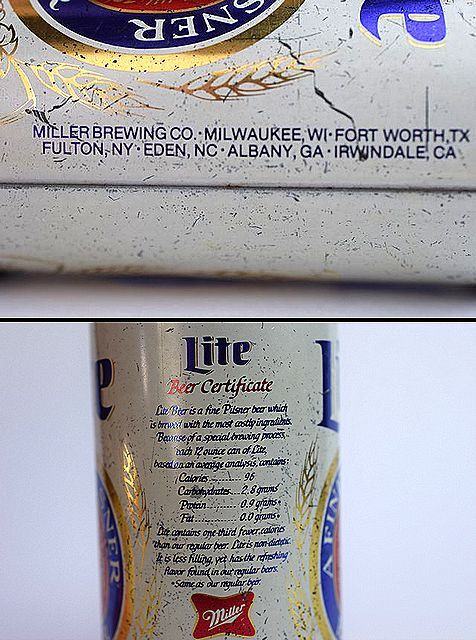 SNER
e
MILLER BREWING CO. · MILWAUKEE, WI · FORT WORTH, TX
FULTON, NY · EDEN, NC · ALBANY, GA · IRWINDALE, CA
Lite
Beer Certificate
Lite Beer is a fine Pilsner beer which
is brewed with the most costly ingredients.
Because of a special brewing process,
each 12 ounce can of Lite,
based on an average analysis, contains:
Calories ........ 96
Carbohydrates .... 2.8 grams
Protein ........ 0.9 grams*
Fat ........ 0.0 grams*
Lite contains one-third fewer calories
than our regular beer. Lite is non-dietetic.
It is less filling, yet has the refreshing
flavor found in our regular beers.
*Same as our regular beer.
Miller
e
SNER
L
A FINE